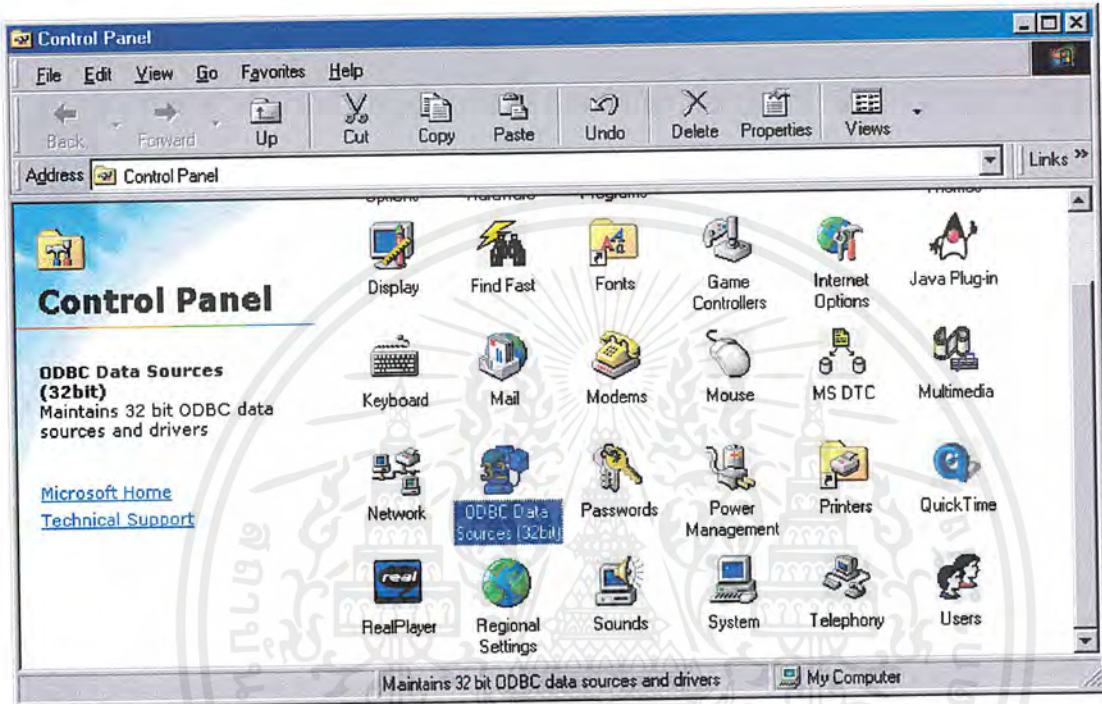 Control Panel
File Edit View Go Favorites Help
Back Forward Up Cut Copy Paste Undo Delete Properties Views
Address Control Panel Links »
Control Panel
ODBC Data Sources
(32bit)
Maintains 32 bit ODBC data
sources and drivers
Microsoft Home
Technical Support
Options Hardware Programs Themes
Display Find Fast Fonts Game
Controllers Internet
Options Java Plug-in
Keyboard Mail Modems Mouse MS DTC Multimedia
Network ODBC Data
Sources (32bit) Passwords Power
Management Printers QuickTime
real
RealPlayer Regional
Settings Sounds System Telephony Users
Maintains 32 bit ODBC data sources and drivers My Computer